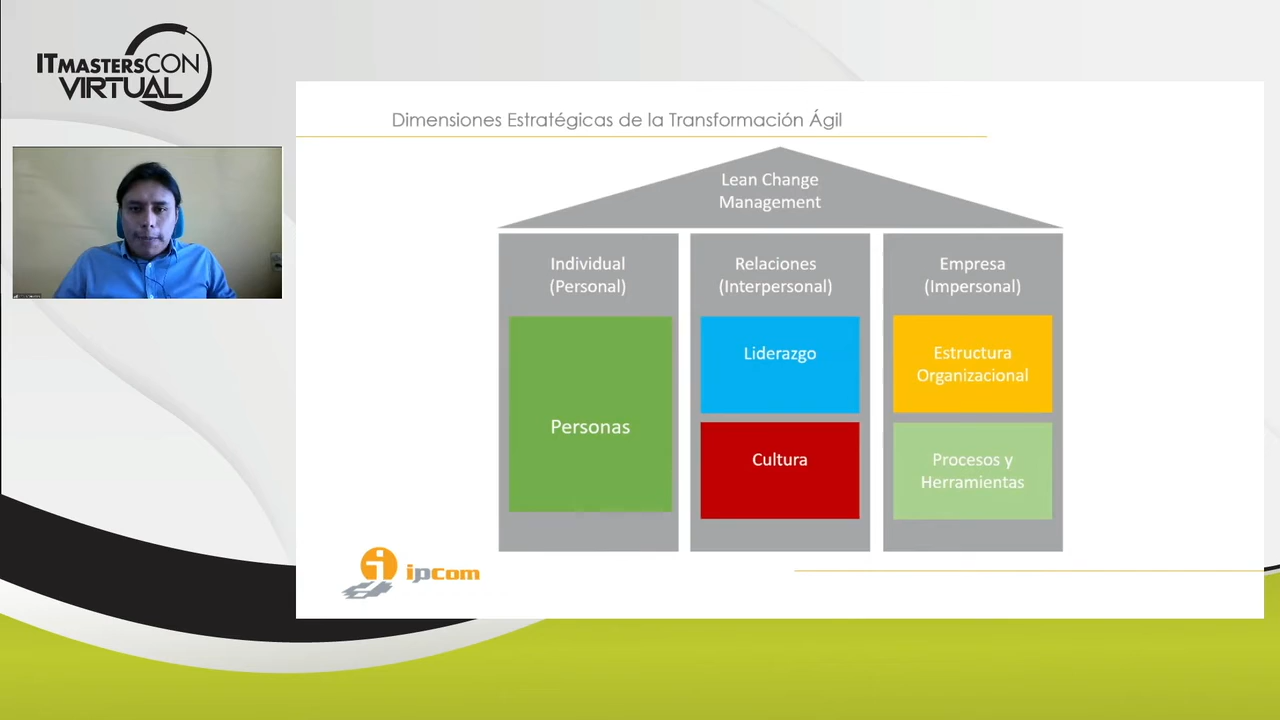 ITMASTERSCON
VIRTUAL
Dimensiones Estratégicas de la Transformación Ágil
Lean Change
Management
Individual
(Personal)
Relaciones
(Interpersonal)
Empresa
(Impersonal)
Personas
Liderazgo
Cultura
Estructura
Organizacional
Procesos y
Herramientas
ipcom